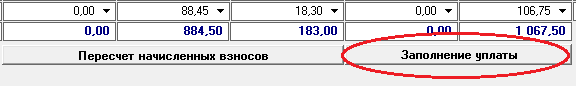 0,00 88,45 18,30 0,00 106,75
0,00 884,50 183,00 0,00 1 067,50
Пересчет начисленных взносов Заполнение уплаты